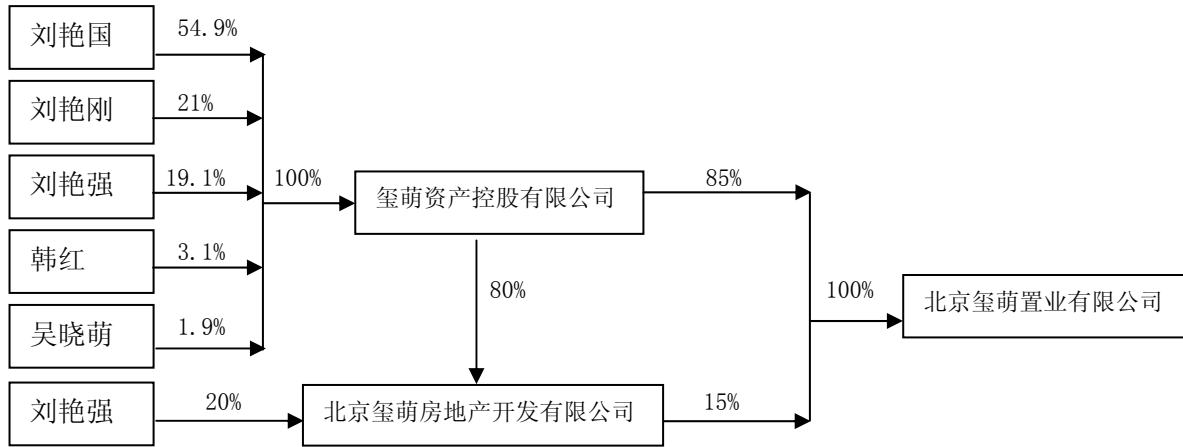 刘艳国
54.9%
刘艳刚
21%
刘艳强
19.1%
100%
玺萌资产控股有限公司
85%
韩红
3.1%
80%
100%
北京玺萌置业有限公司
吴晓萌
1.9%
刘艳强
20%
北京玺萌房地产开发有限公司
15%